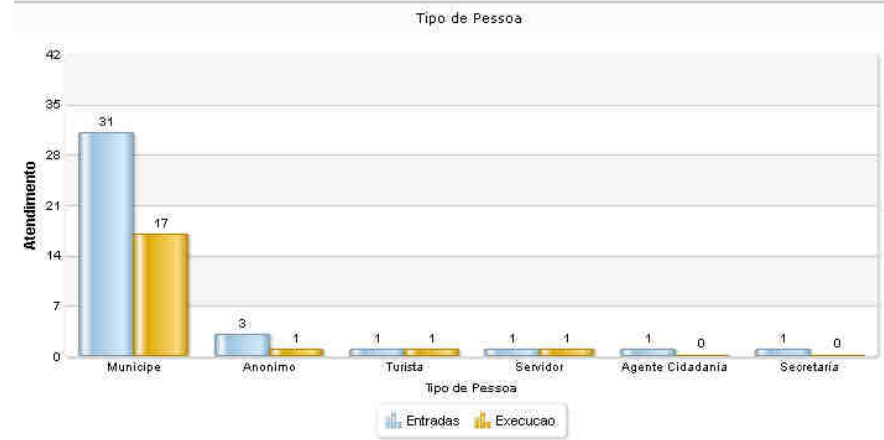 Tipo de Pessoa
Atendimento
42
35
28
21
14
7
0
31
17
3
1
1
1
1
1
1
0
1
0
Municipe
Anonimo
Turista
Servidor
Agente Cidadania
Secretaria
Tipo de Pessoa
Entradas
Execucao